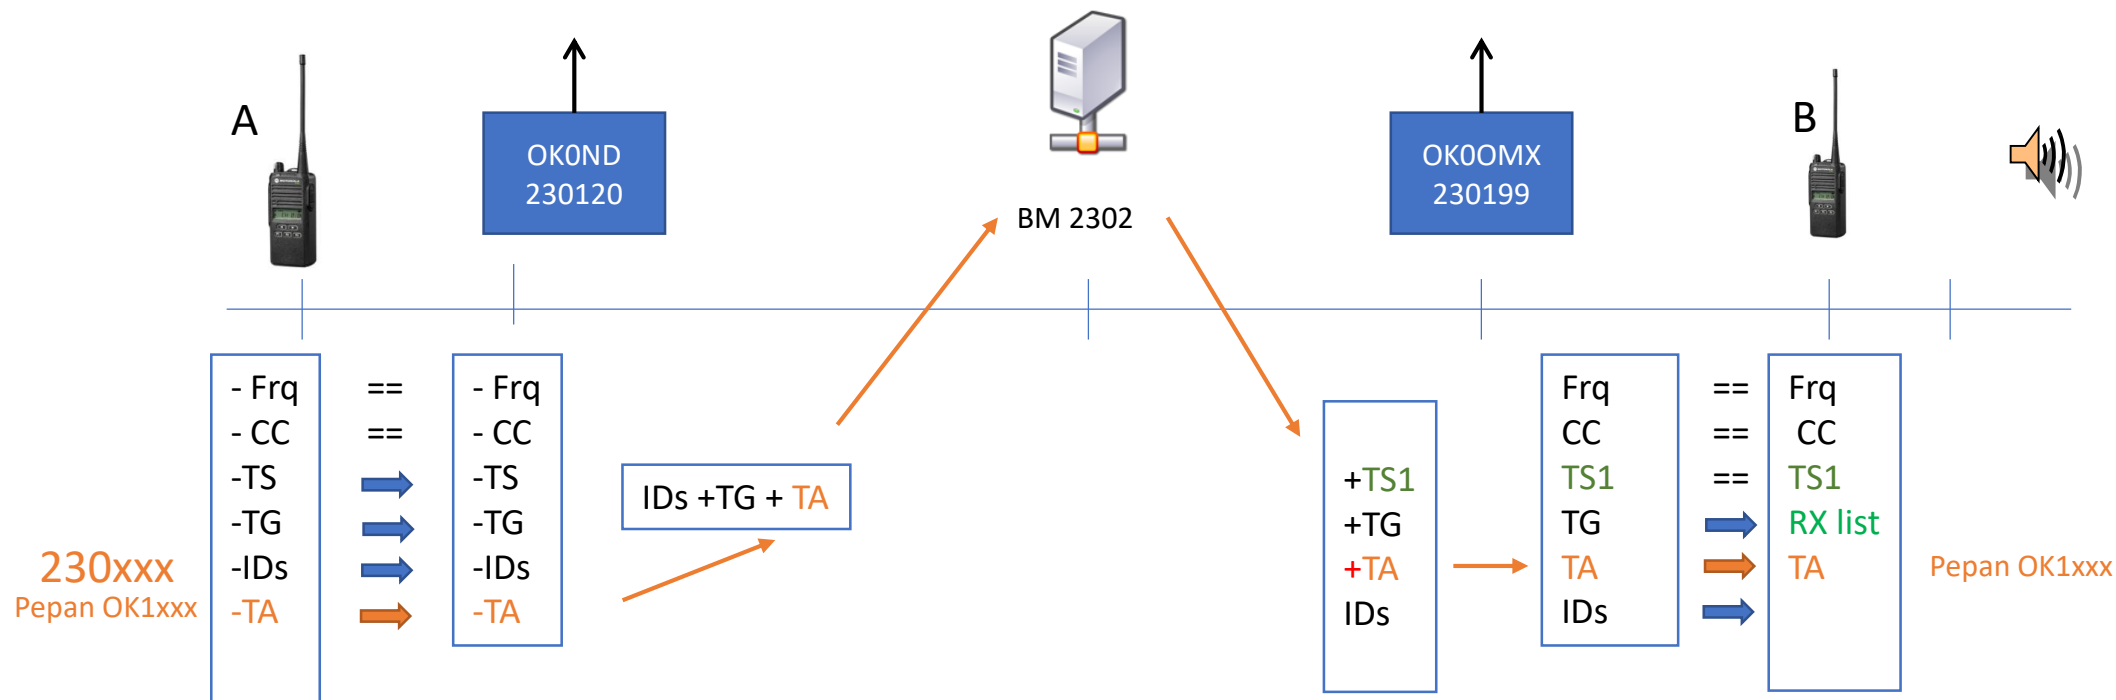 A
OK0ND
230120
BM 2302
OK0OMX
230199
B
230xxx
Pepan OK1xxx
- Frq
- CC
-TS
-TG
-IDs
-TA
==
==
- Frq
- CC
-TS
-TG
-IDs
-TA
IDs +TG + TA
+TS1
+TG
+TA
IDs
Frq
CC
TS1
TG
TA
IDs
==
==
==
Frq
CC
TS1
RX list
TA
Pepan OK1xxx